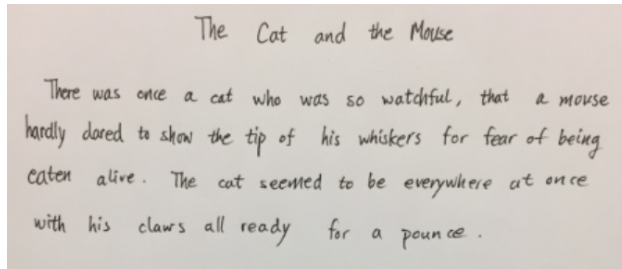 The Cat and the Mouse
There was once a cat who was so watchful, that a mouse
hardly dared to show the tip of his whiskers for fear of being
eaten alive. The cat seemed to be everywhere at once
with his claws all ready for a pounce.